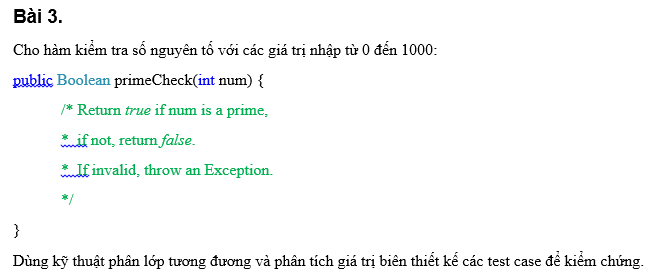 Bài 3.
Cho hàm kiểm tra số nguyên tố với các giá trị nhập từ 0 đến 1000:
public Boolean primeCheck(int num) {
/* Return true if num is a prime,
* if not, return false.
* If invalid, throw an Exception.
*/
}
Dùng kỹ thuật phân lớp tương đương và phân tích giá trị biên thiết kế các test case để kiểm chứng.